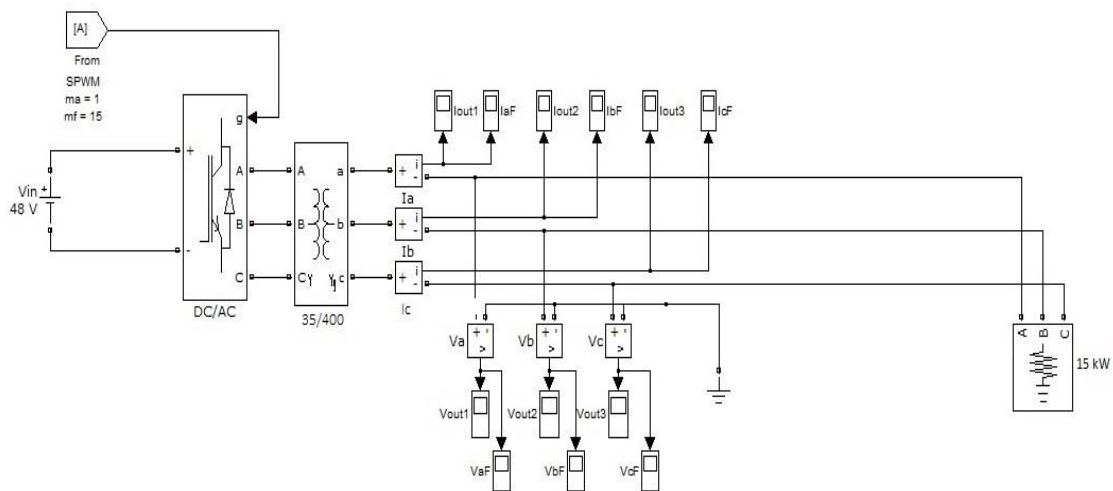 [A]
From
SPWM
ma = 1
mf = 15
g
+
-
A
B
C
DC/AC
Vin
+
48 V
A
B
C
Y
a
b
c
Yg
35/400
Iout1
IaF
Iout2
IbF
Iout3
IcF
+
i
-
Ia
+
i
-
Ib
+
i
-
Ic
Va
+ -
v
Vb
+ -
v
Vc
+ -
v
Vout1
Vout2
Vout3
VaF
VbF
VcF
A
B
C
15 kW